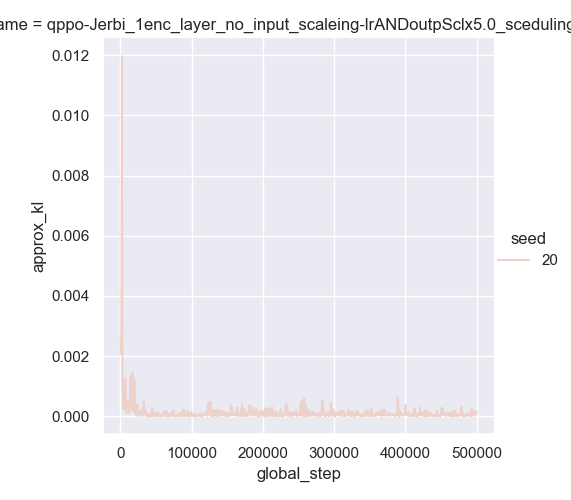 ame = qppo-Jerbi_1enc_layer_no_input_scaleing-lrANDoutpSclx5.0_sceduling
0.012
0.010
0.008
0.006
0.004
0.002
0.000
approx_kl
0 100000 200000 300000 400000 500000
global_step
seed
20